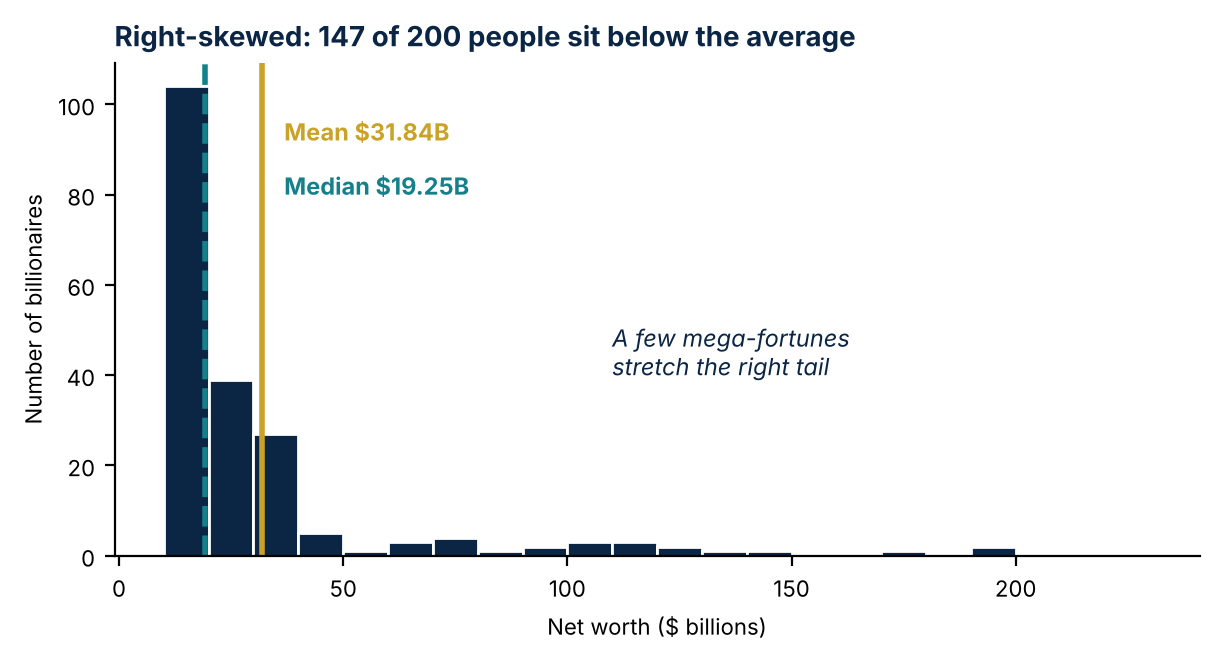 Right-skewed: 147 of 200 people sit below the average
Mean $31.84B
Median $19.25B
A few mega-fortunes
stretch the right tail
Number of billionaires
100
80
60
40
20
0
0 50 100 150 200
Net worth ($ billions)